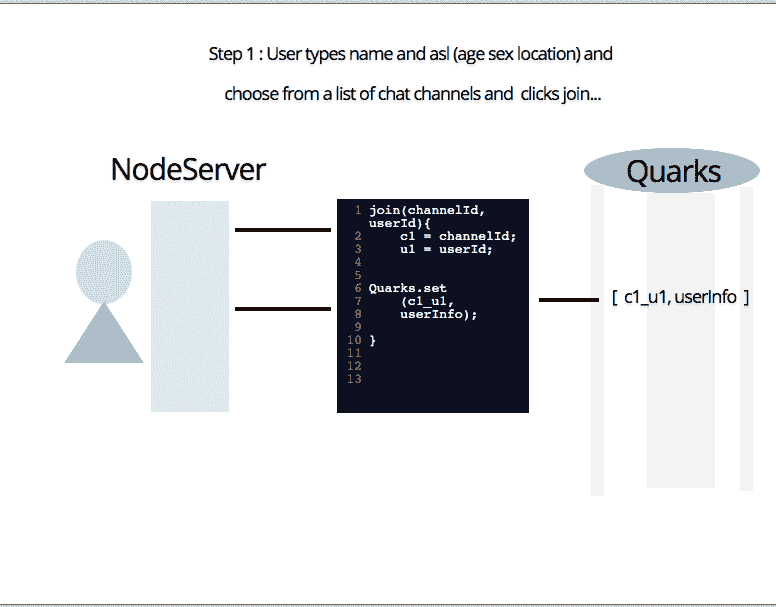 Step 1 : User types name and asl (age sex location) and
choose from a list of chat channels and clicks join...
NodeServer
Quarks
1 join(channelId,
userId){
2 c1 = channelId;
3 u1 = userId;
4
5
6 Quarks.set
7 (c1_u1,
8 userInfo);
9
10 }
11
12
13
[ c1_u1, userInfo ]